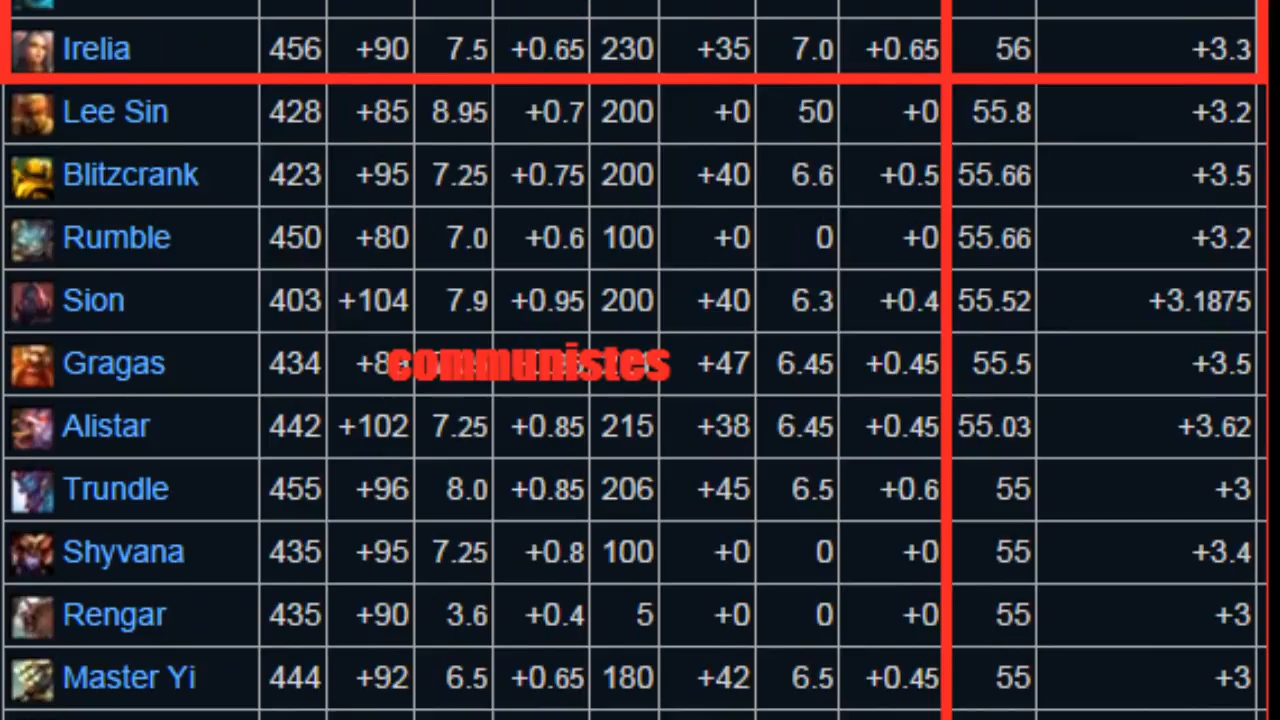 Irelia 456 +90 7.5 +0.65 230 +35 7.0 +0.65 56 +3.3
Lee Sin 428 +85 8.95 +0.7 200 +0 50 +0 55.8 +3.2
Blitzcrank 423 +95 7.25 +0.75 200 +40 6.6 +0.5 55.66 +3.5
Rumble 450 +80 7.0 +0.6 100 +0 0 +0 55.66 +3.2
Sion 403 +104 7.9 +0.95 200 +40 6.3 +0.4 55.52 +3.1875
Gragas 434 communistes +47 6.45 +0.45 55.5 +3.5
Alistar 442 +102 7.25 +0.85 215 +38 6.45 +0.45 55.03 +3.62
Trundle 455 +96 8.0 +0.85 206 +45 6.5 +0.6 55 +3
Shyvana 435 +95 7.25 +0.8 100 +0 0 +0 55 +3.4
Rengar 435 +90 3.6 +0.4 5 +0 0 +0 55 +3
Master Yi 444 +92 6.5 +0.65 180 +42 6.5 +0.45 55 +3